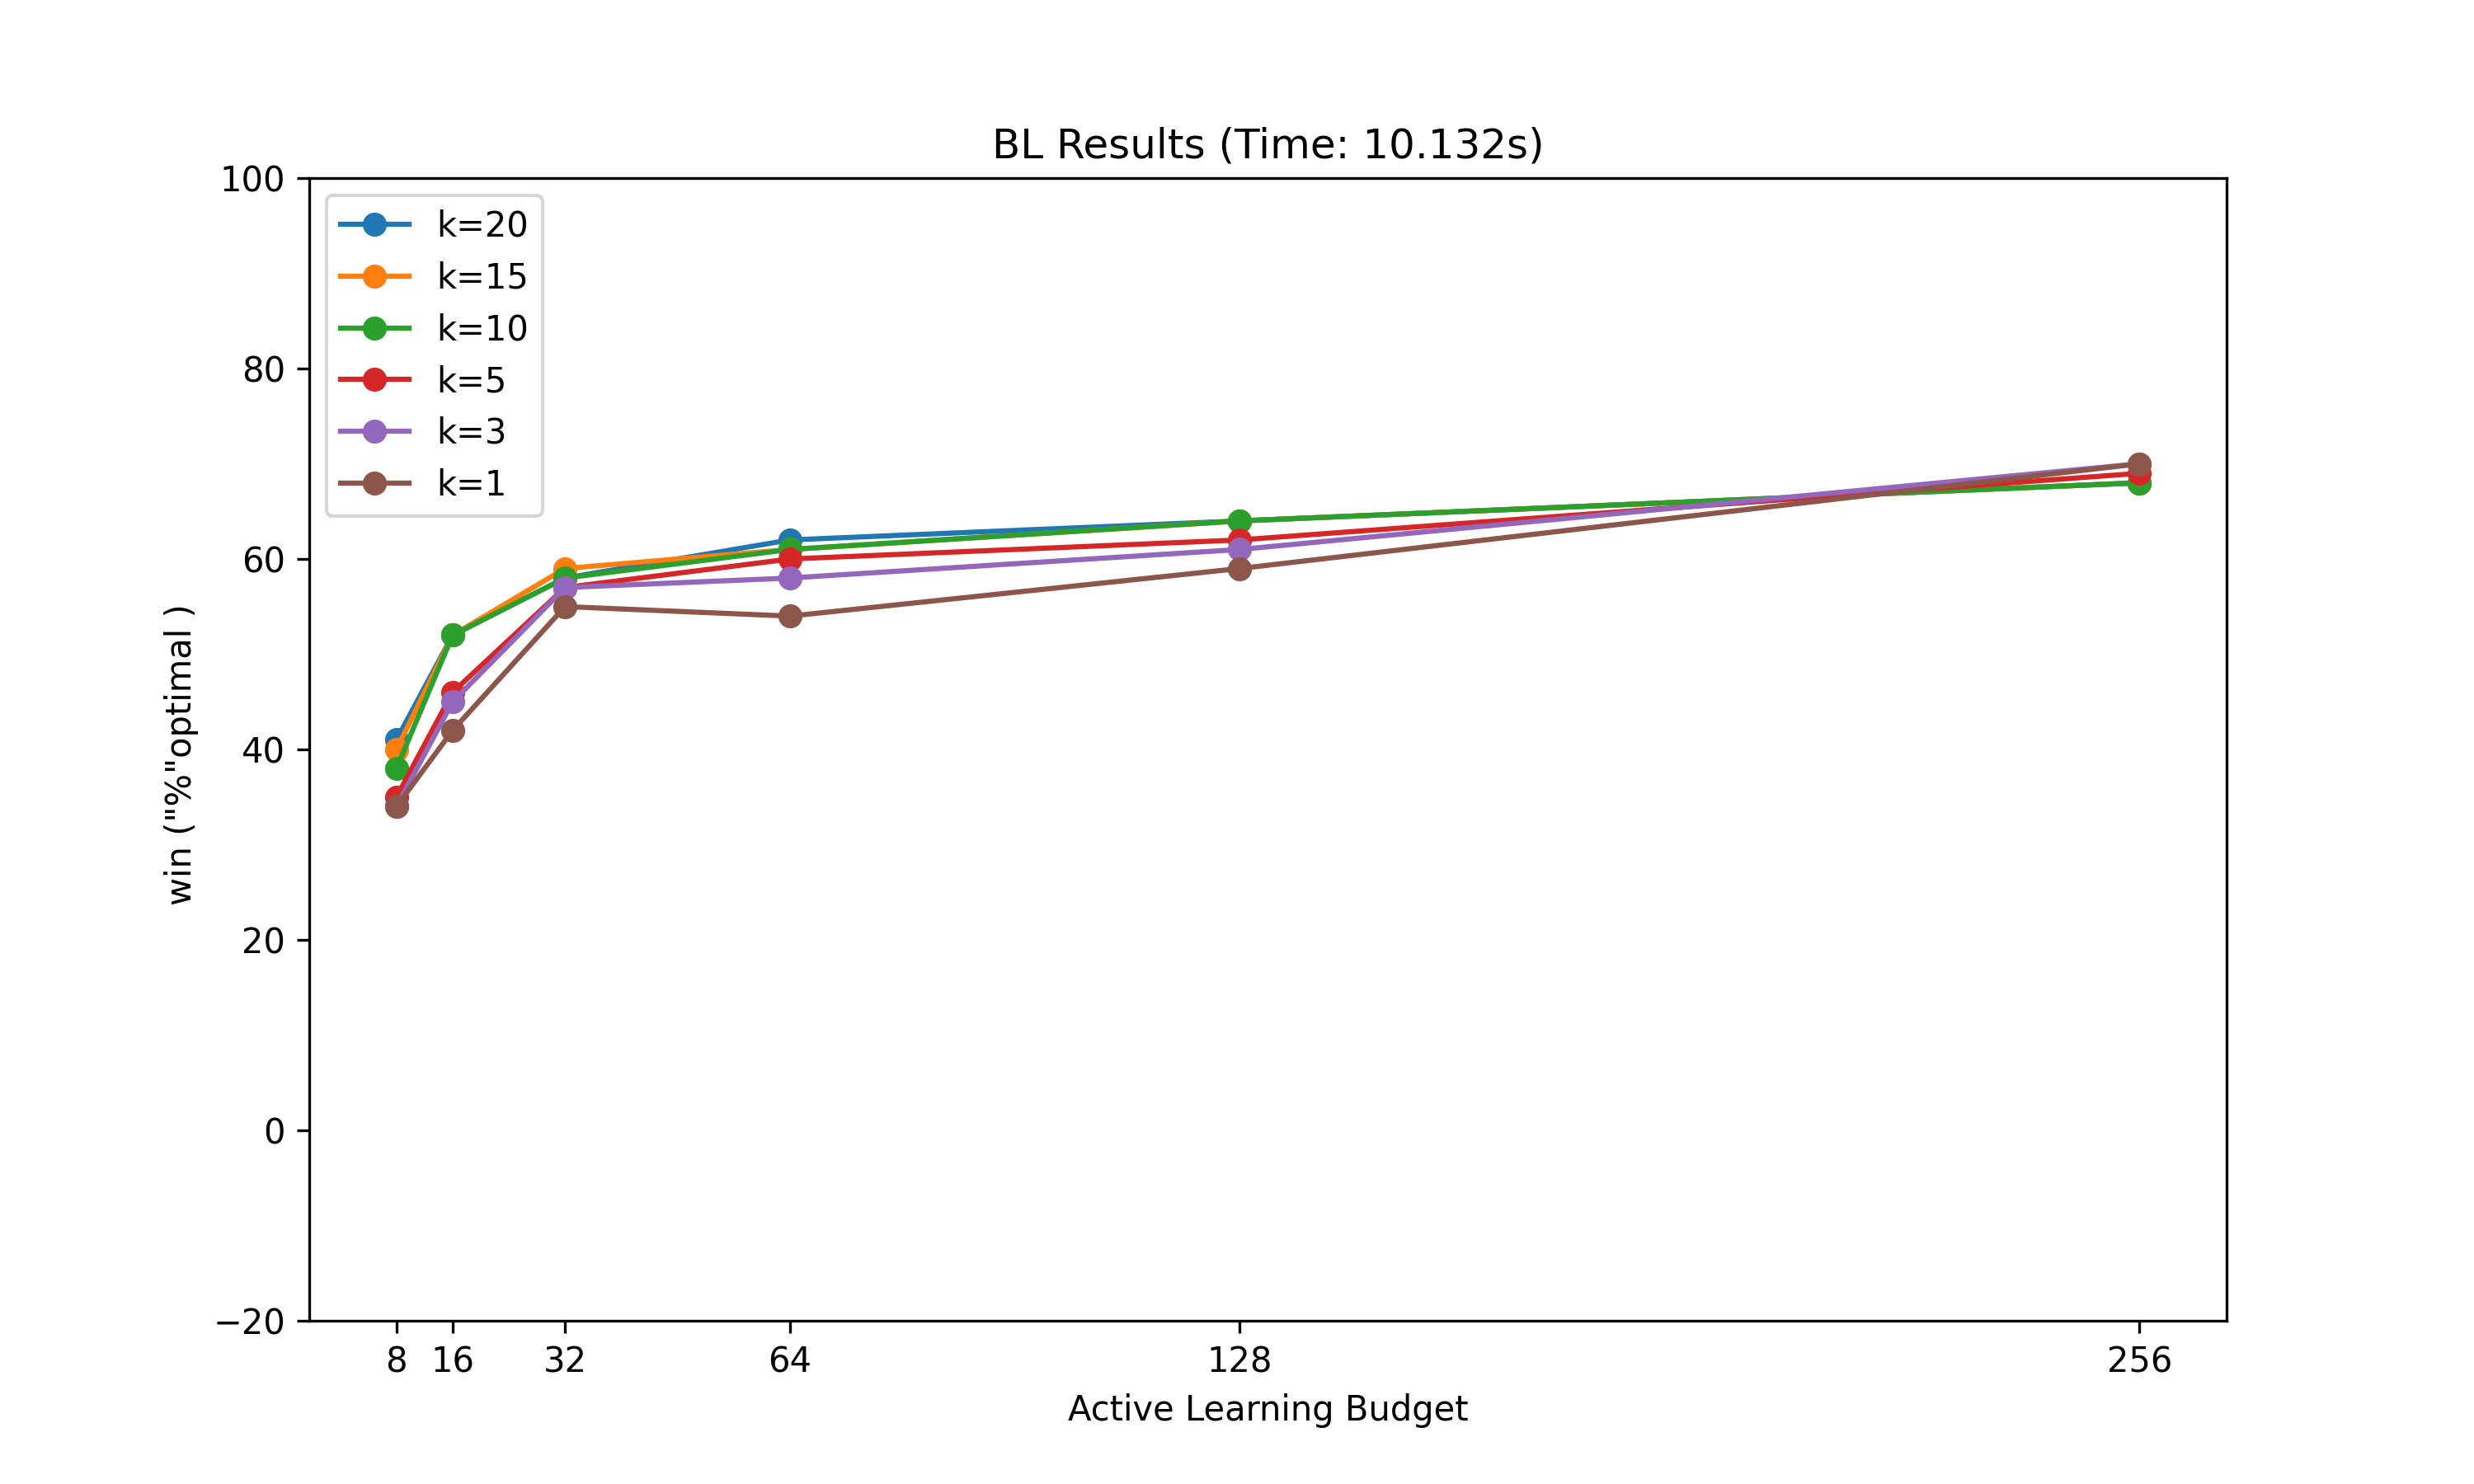 BL Results (Time: 10.132s)
100
80
60
40
20
0
−20
win ("%"optimal )
k=20
k=15
k=10
k=5
k=3
k=1
8 16 32 64 128 256
Active Learning Budget